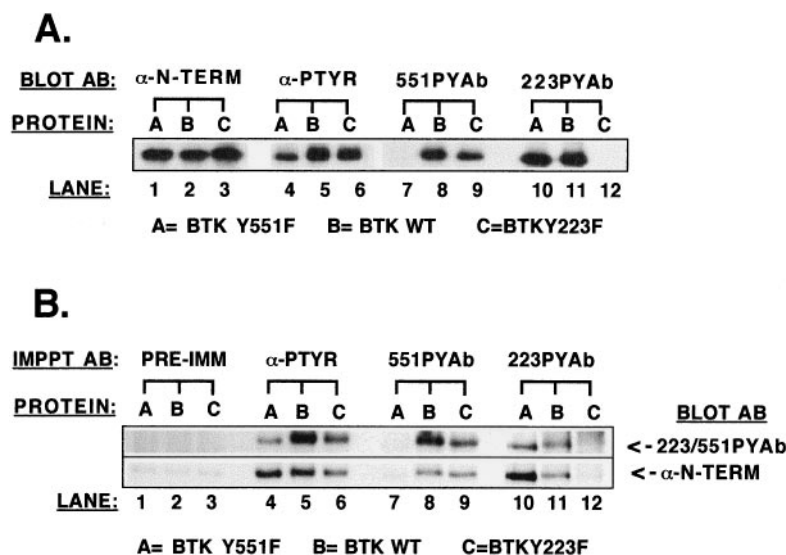 A.
BLOT AB: α-N-TERM α-PTYR 551PYAb 223PYAb
PROTEIN: A B C A B C A B C A B C
LANE: 1 2 3 4 5 6 7 8 9 10 11 12
A= BTK Y551F B= BTK WT C=BTKY223F
B.
IMPPT AB: PRE-IMM α-PTYR 551PYAb 223PYAb
PROTEIN: A B C A B C A B C A B C BLOT AB
<-223/551PYAb
<-α-N-TERM
LANE: 1 2 3 4 5 6 7 8 9 10 11 12
A= BTK Y551F B= BTK WT C=BTKY223F